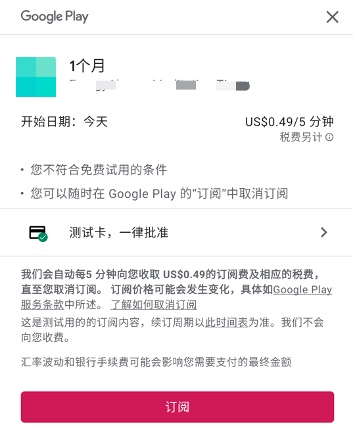 Google Play
1个月
开始日期：今天
US$0.49/5 分钟
税费另计
• 您不符合免费试用的条件
• 您可以随时在 Google Play 的“订阅”中取消订阅
测试卡，一律批准
我们会自动每5 分钟向您收取 US$0.49的订阅费及相应的税费，
直至您取消订阅。 订阅价格可能会发生变化，具体如Google Play
服务条款中所述。 了解如何取消订阅
这是测试用的的订阅内容，续订周期以此时间表为准。我们不会
向您收费。
汇率波动和银行手续费可能会影响您需要支付的最终金额
订阅